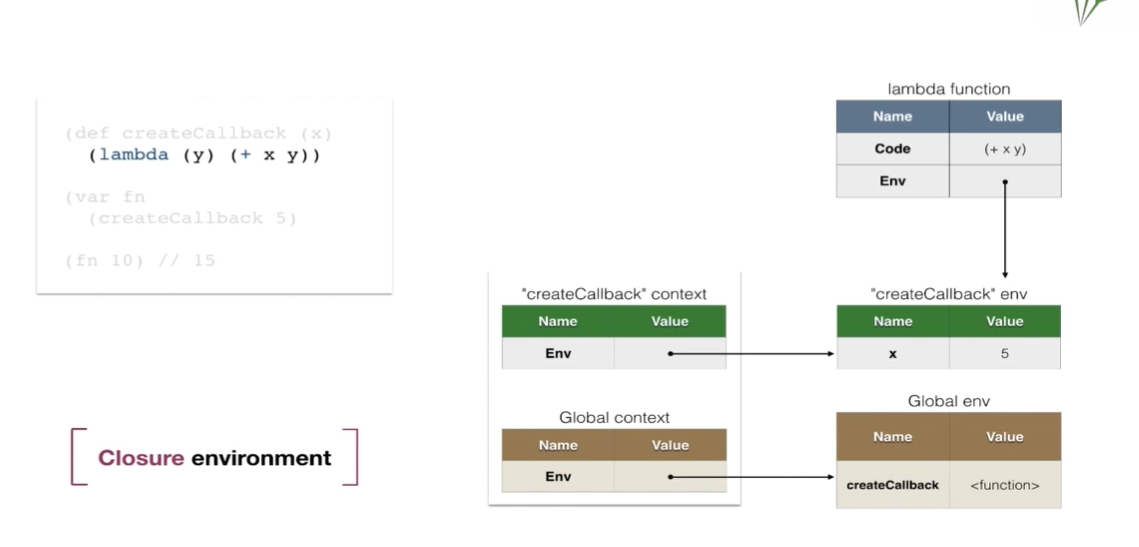 (def createCallback (x)
(lambda (y) (+ x y))
(var fn
(createCallback 5)
(fn 10) // 15
Closure environment
lambda function
Name Value
Code (+ x y)
Env
"createCallback" context
Name Value
Env
"createCallback" env
Name Value
x 5
Global context
Name Value
Env
Global env
Name Value
createCallback <function>